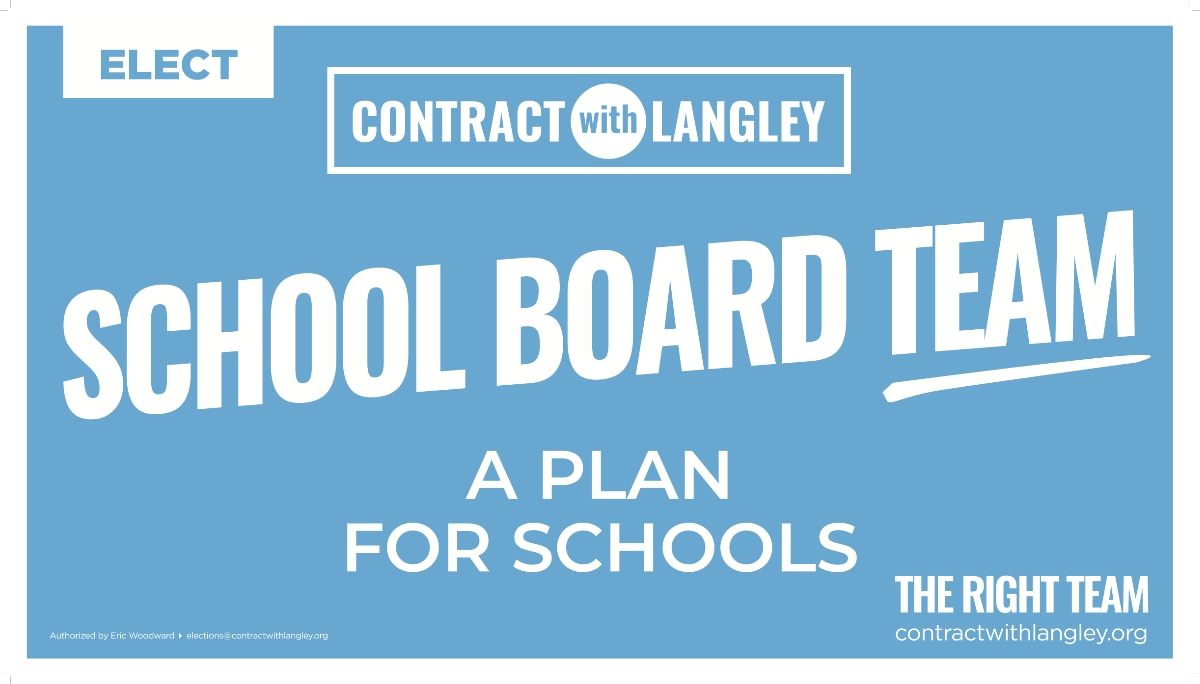 ELECT
CONTRACT with LANGLEY
SCHOOL BOARD TEAM
A PLAN
FOR SCHOOLS
THE RIGHT TEAM
contractwithlangley.org
Authorized by Eric Woodward ▸ elections@contractwithlangley.org